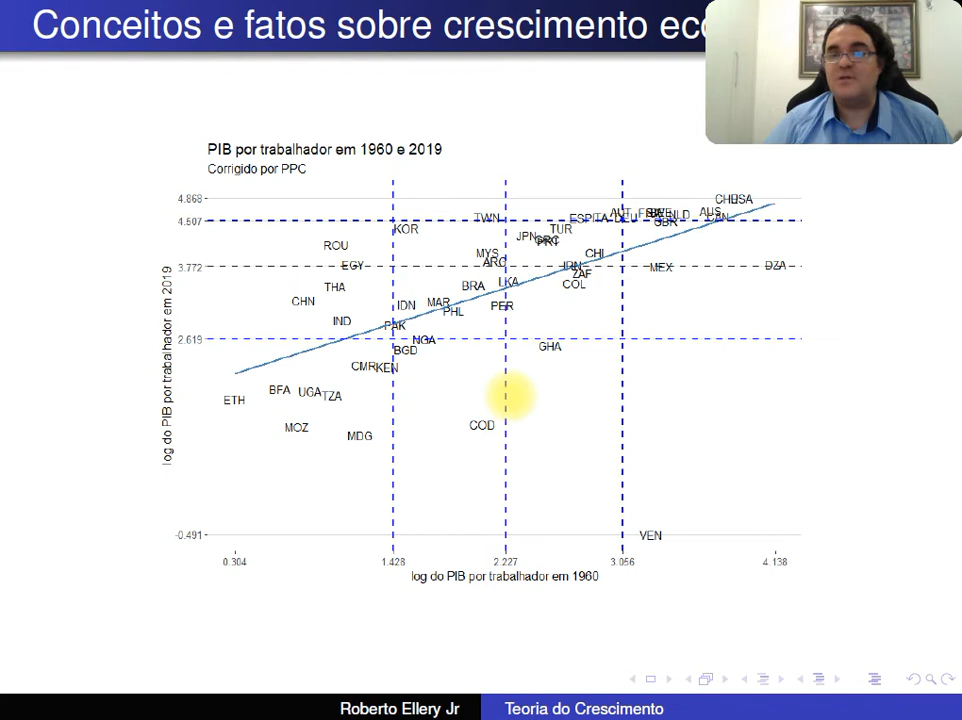 Conceitos e fatos sobre crescimento eco
PIB por trabalhador em 1960 e 2019
Corrigido por PPC
log do PIB por trabalhador em 2019
4.868
4.507
3.772
2.619
-0.491
CHE
USA
TWN
ESP
ITA
AUT
DEU
NLD
GBR
AUS
CAN
KOR
JPN
TUR
ROU
EGY
MYS
CHL
IRN
ZAF
COL
MEX
DZA
THA
CHN
IDN
MAR
PHL
BRA
LKA
PER
IND
PAK
NGA
BGD
GHA
CMR
KEN
ETH
BFA
UGA
TZA
MOZ
MDG
COD
VEN
0.304
1.428
2.227
3.056
4.138
log do PIB por trabalhador em 1960
Roberto Ellery Jr
Teoria do Crescimento